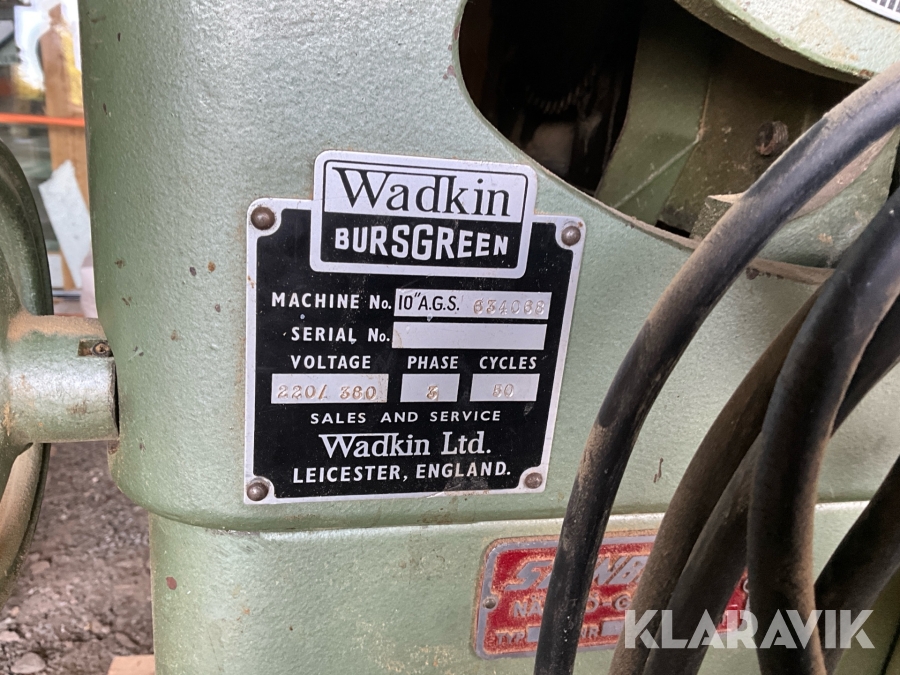 Wadkin
BURSGREEN
MACHINE No. 10" A.G.S. 634068
SERIAL No.
VOLTAGE PHASE CYCLES
220/ 380 3 50
SALES AND SERVICE
Wadkin Ltd.
LEICESTER, ENGLAND.
TYP
KLARAVIK